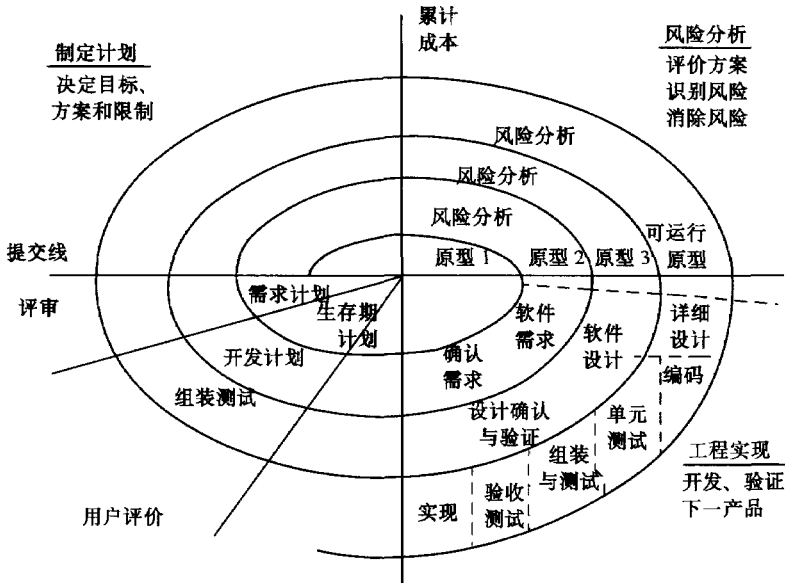 累计
成本
制定计划
决定目标、
方案和限制
风险分析
评价方案
识别风险
消除风险
风险分析
风险分析
风险分析
提交线
原型 1
原型 2
原型 3
可运行
原型
评审
需求计划
生存期
计划
软件
需求
详细
设计
开发计划
确认
需求
软件
设计
组装测试
编码
设计确认
与验证
单元
测试
组装
与测试
工程实现
开发、验证
下一产品
用户评价
实现
验收
测试